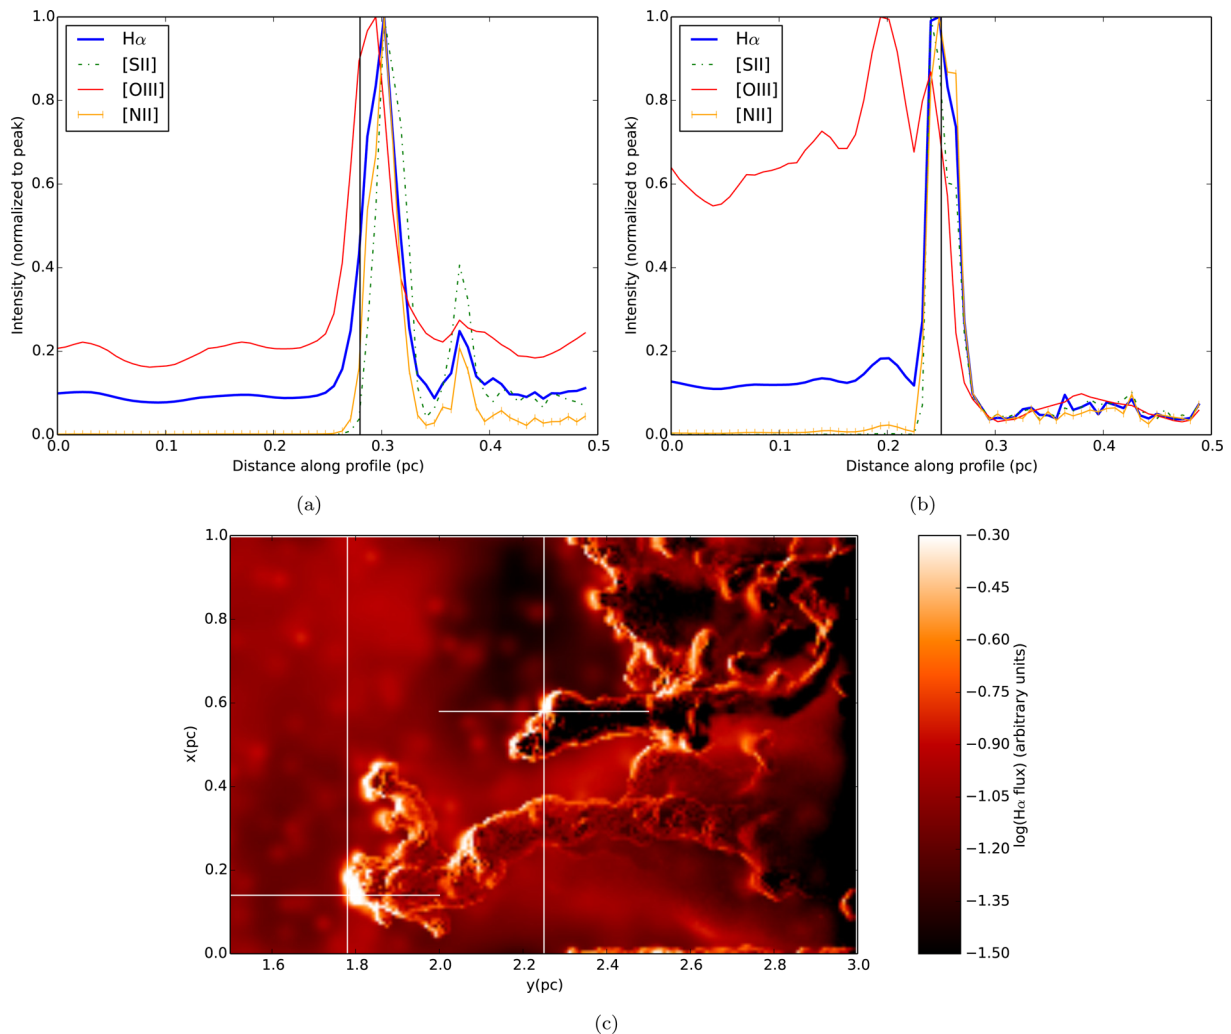 Hα
[SII]
[OIII]
[NII]
Intensity (normalized to peak)
1.0
0.8
0.6
0.4
0.2
0.0
0.0 0.1 0.2 0.3 0.4 0.5
Distance along profile (pc)
(a)
Hα
[SII]
[OIII]
[NII]
Intensity (normalized to peak)
1.0
0.8
0.6
0.4
0.2
0.0
0.0 0.1 0.2 0.3 0.4 0.5
Distance along profile (pc)
(b)
x(pc)
1.0
0.8
0.6
0.4
0.2
0.0
1.6 1.8 2.0 2.2 2.4 2.6 2.8 3.0
y(pc)
−0.30
−0.45
−0.60
−0.75
−0.90
−1.05
−1.20
−1.35
−1.50
log(Hα flux) (arbitrary units)
(c)